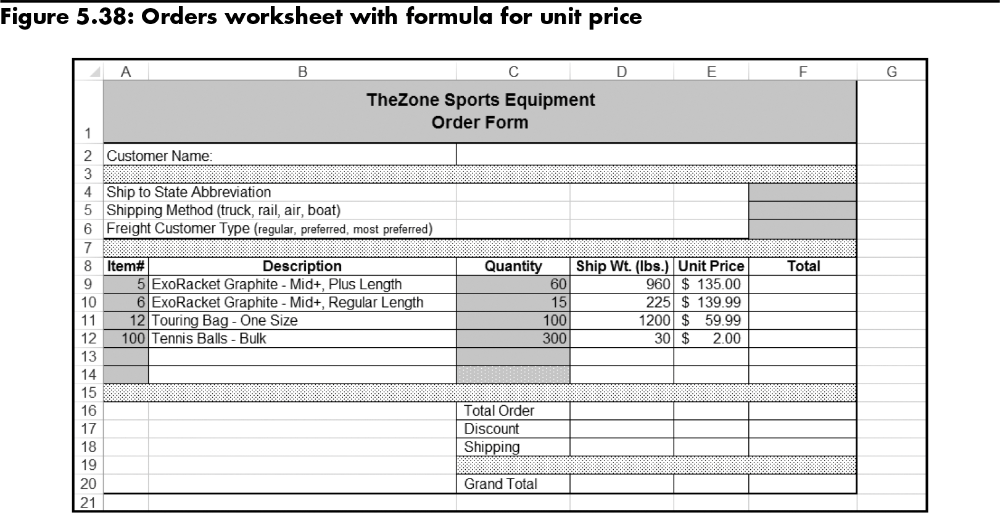 Figure 5.38: Orders worksheet with formula for unit price
A B C D E F G
TheZone Sports Equipment
Order Form
1
2 Customer Name:
3
4 Ship to State Abbreviation
5 Shipping Method (truck, rail, air, boat)
6 Freight Customer Type (regular, preferred, most preferred)
7
8 Item# Description Quantity Ship Wt. (lbs.) Unit Price Total
9 5 ExoRacket Graphite - Mid+, Plus Length 60 960 $ 135.00
10 6 ExoRacket Graphite - Mid+, Regular Length 15 225 $ 139.99
11 12 Touring Bag - One Size 100 1200 $ 59.99
12 100 Tennis Balls - Bulk 300 30 $ 2.00
13
14
15
16 Total Order
17 Discount
18 Shipping
19
20 Grand Total
21